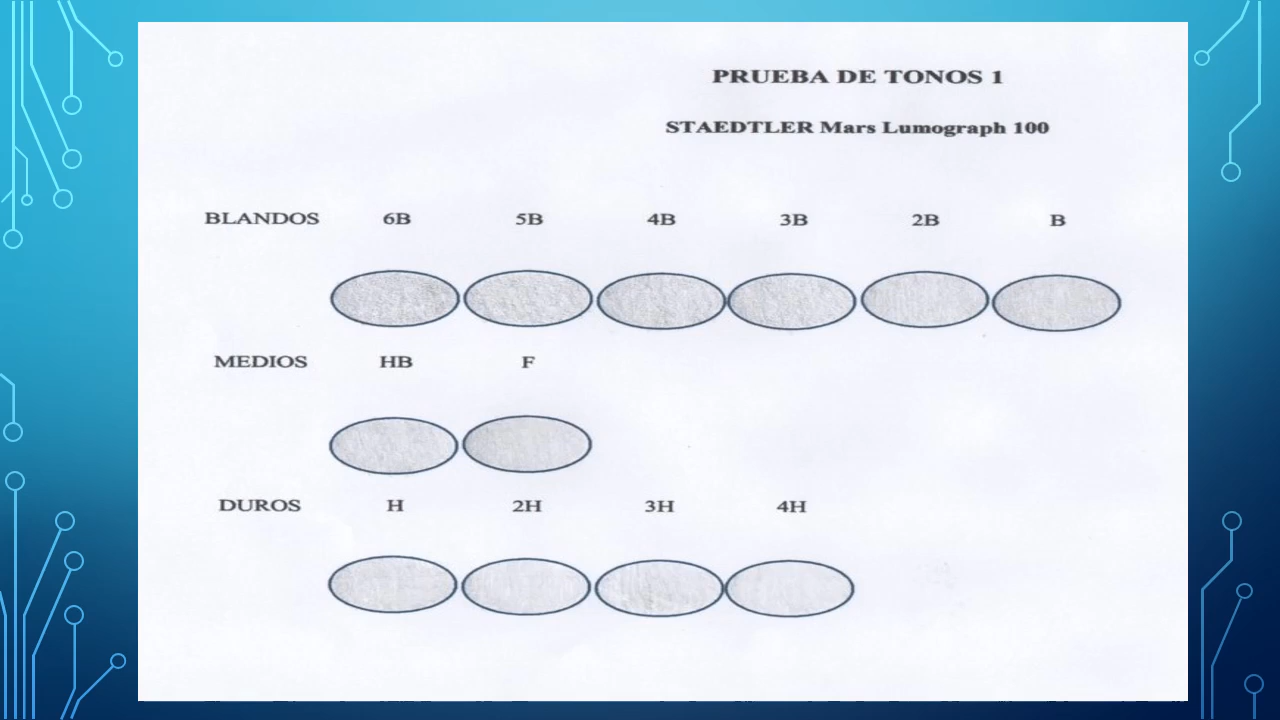 PRUEBA DE TONOS 1
STAEDTLER Mars Lumograph 100
BLANDOS 6B 5B 4B 3B 2B B
MEDIOS HB F
DUROS H 2H 3H 4H